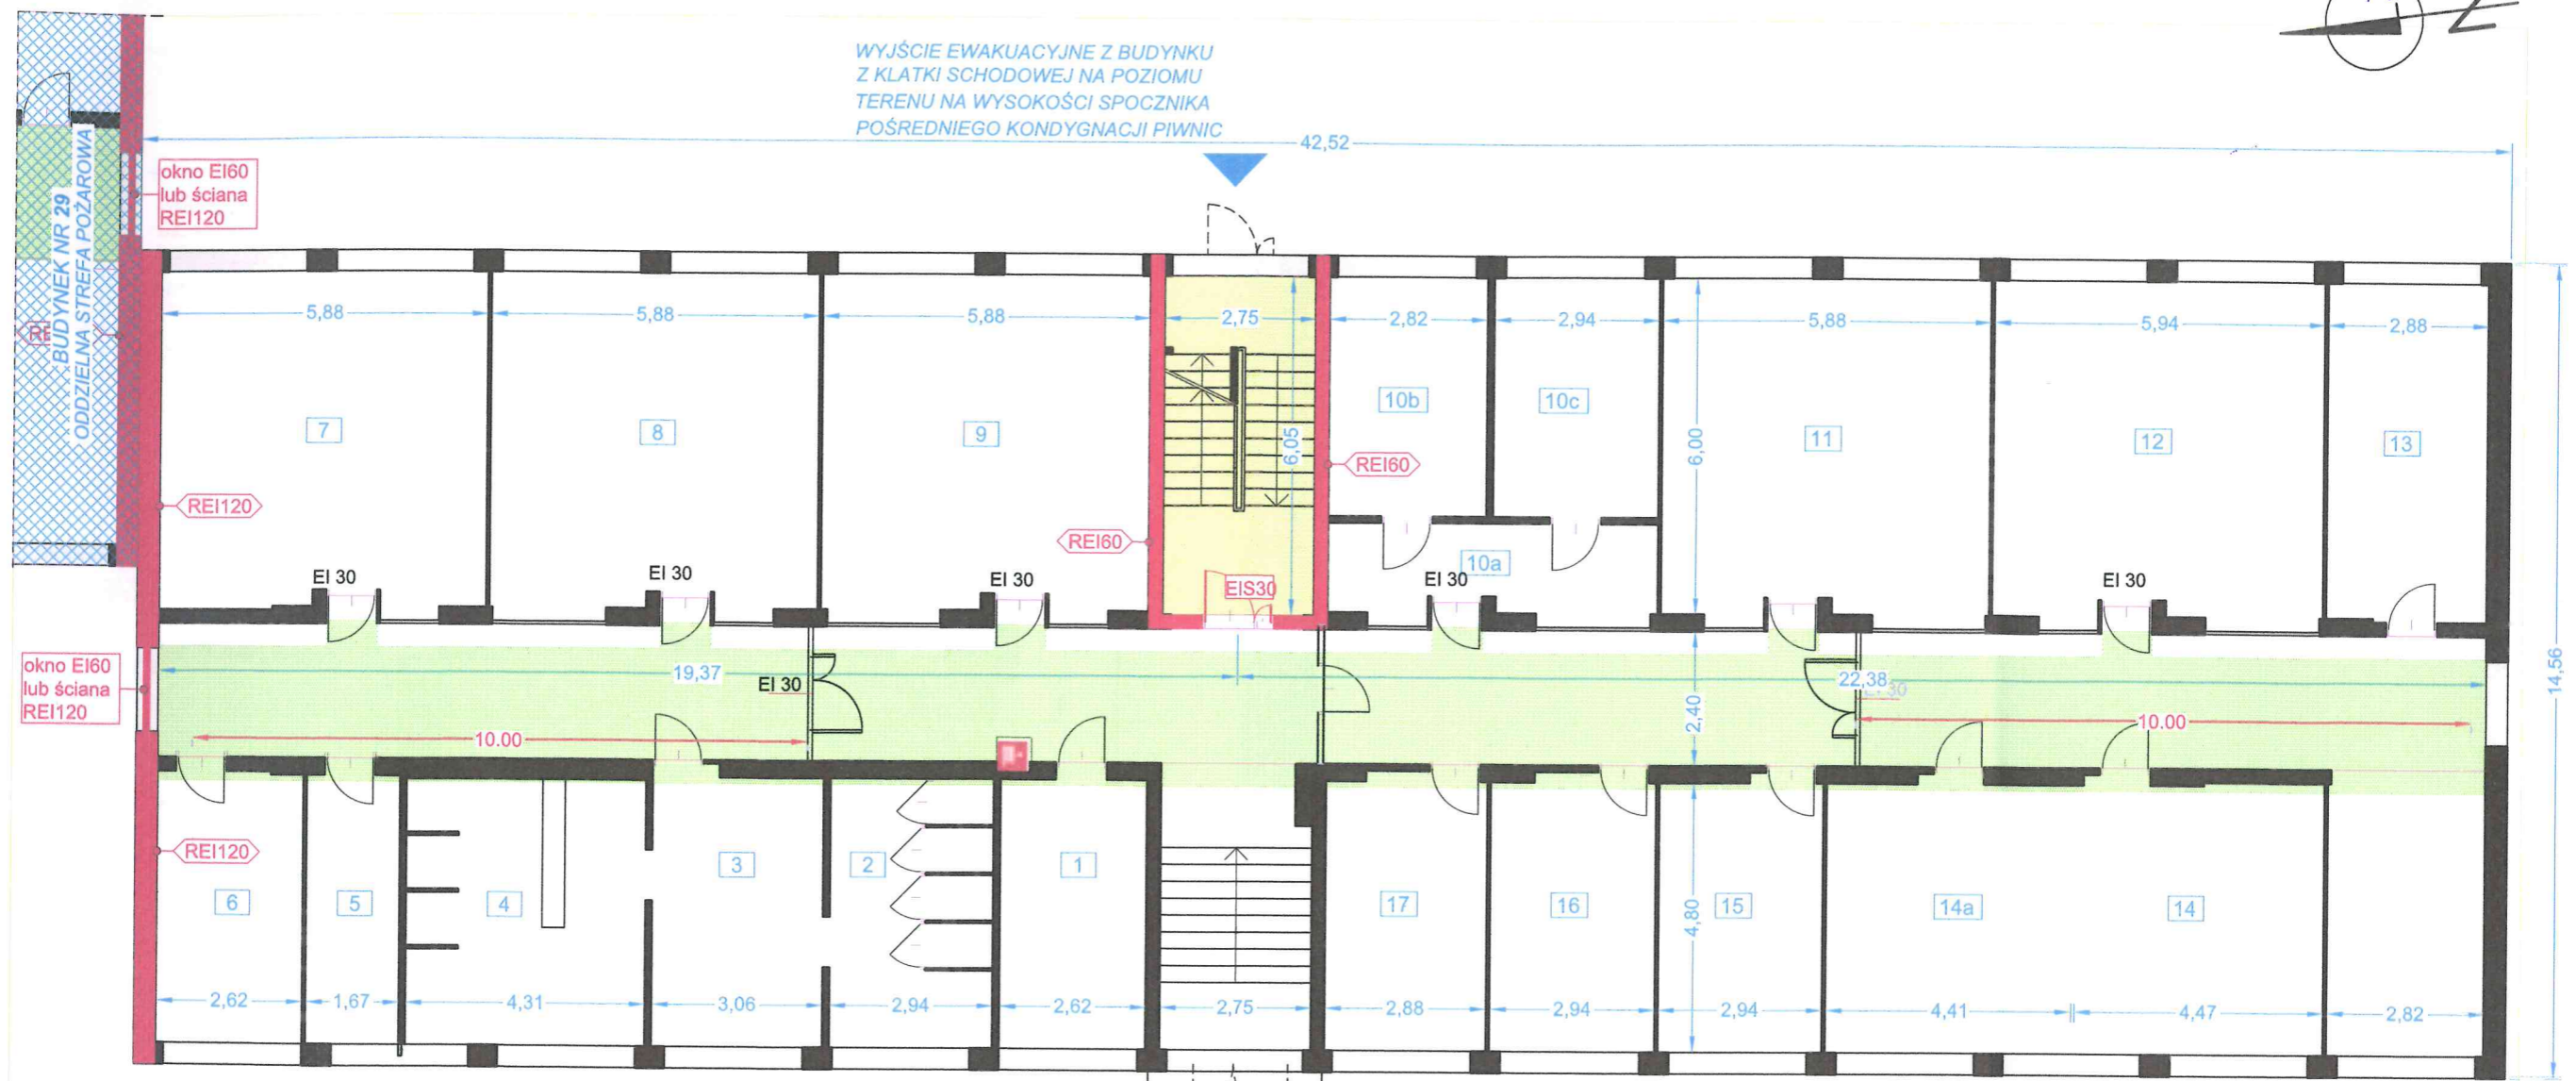 WYJŚCIE EWAKUACYJNE Z BUDYNKU
Z KLATKI SCHODOWEJ NA POZIOMU
TERENU NA WYSOKOŚCI SPOCZNIKA
POŚREDNIEGO KONDYGNACJI PIWNIC
N
42,52
okno EI60
lub ściana
REI120
BUDYNEK NR 29
ODDZIELNA STREFA POŻAROWA
5,88
5,88
5,88
2,75
2,82
2,94
5,88
5,94
2,88
7
8
9
6,05
10b
10c
6,00
11
12
13
REI120
REI60
REI60
10a
EI 30
EI 30
EI 30
EIS30
EI 30
EI 30
14,56
okno EI60
lub ściana
REI120
19,37
EI 30
22,38
EI 30
2,40
10.00
10.00
REI120
6
5
4
3
2
1
17
16
15
14a
14
4,80
2,62
1,67
4,31
3,06
2,94
2,62
2,75
2,88
2,94
2,94
4,41
4,47
2,82